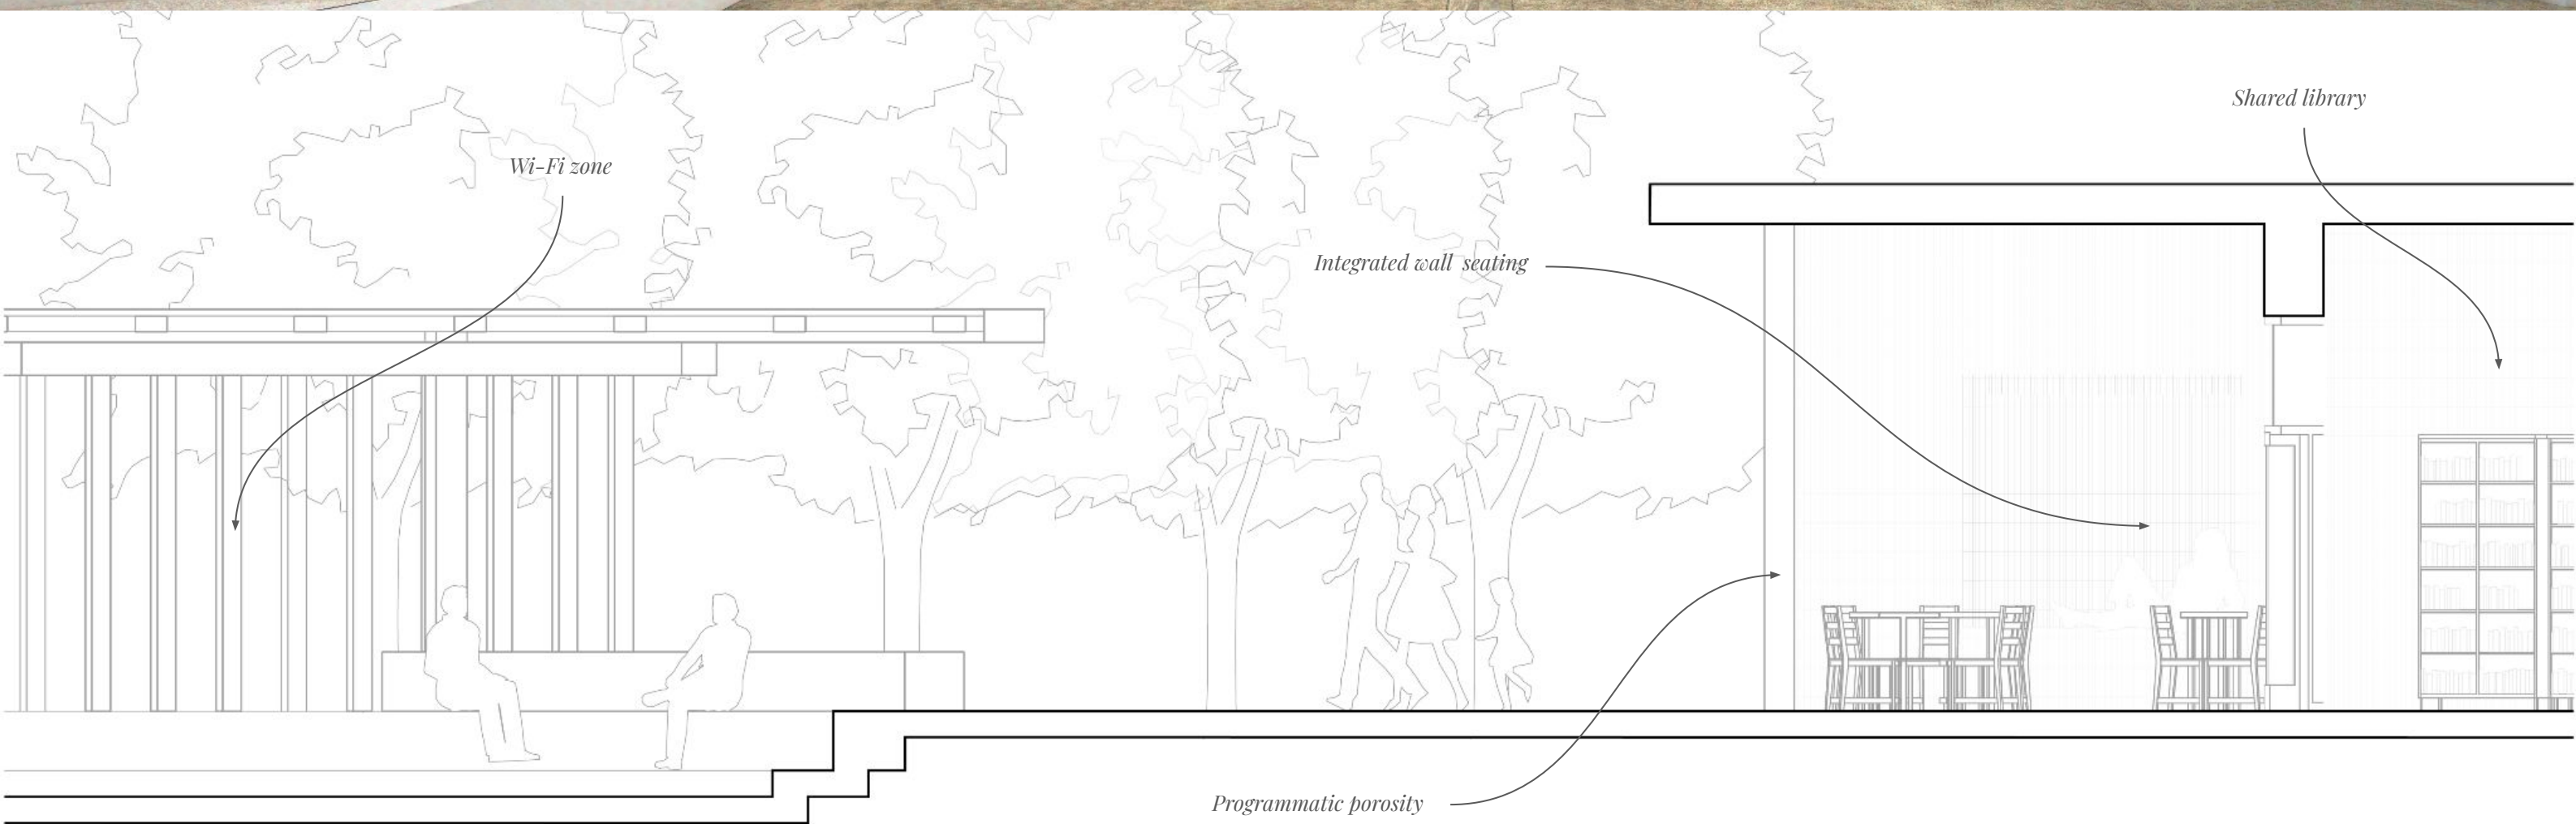 Shared library
Wi-Fi zone
Integrated wall seating
Programmatic porosity